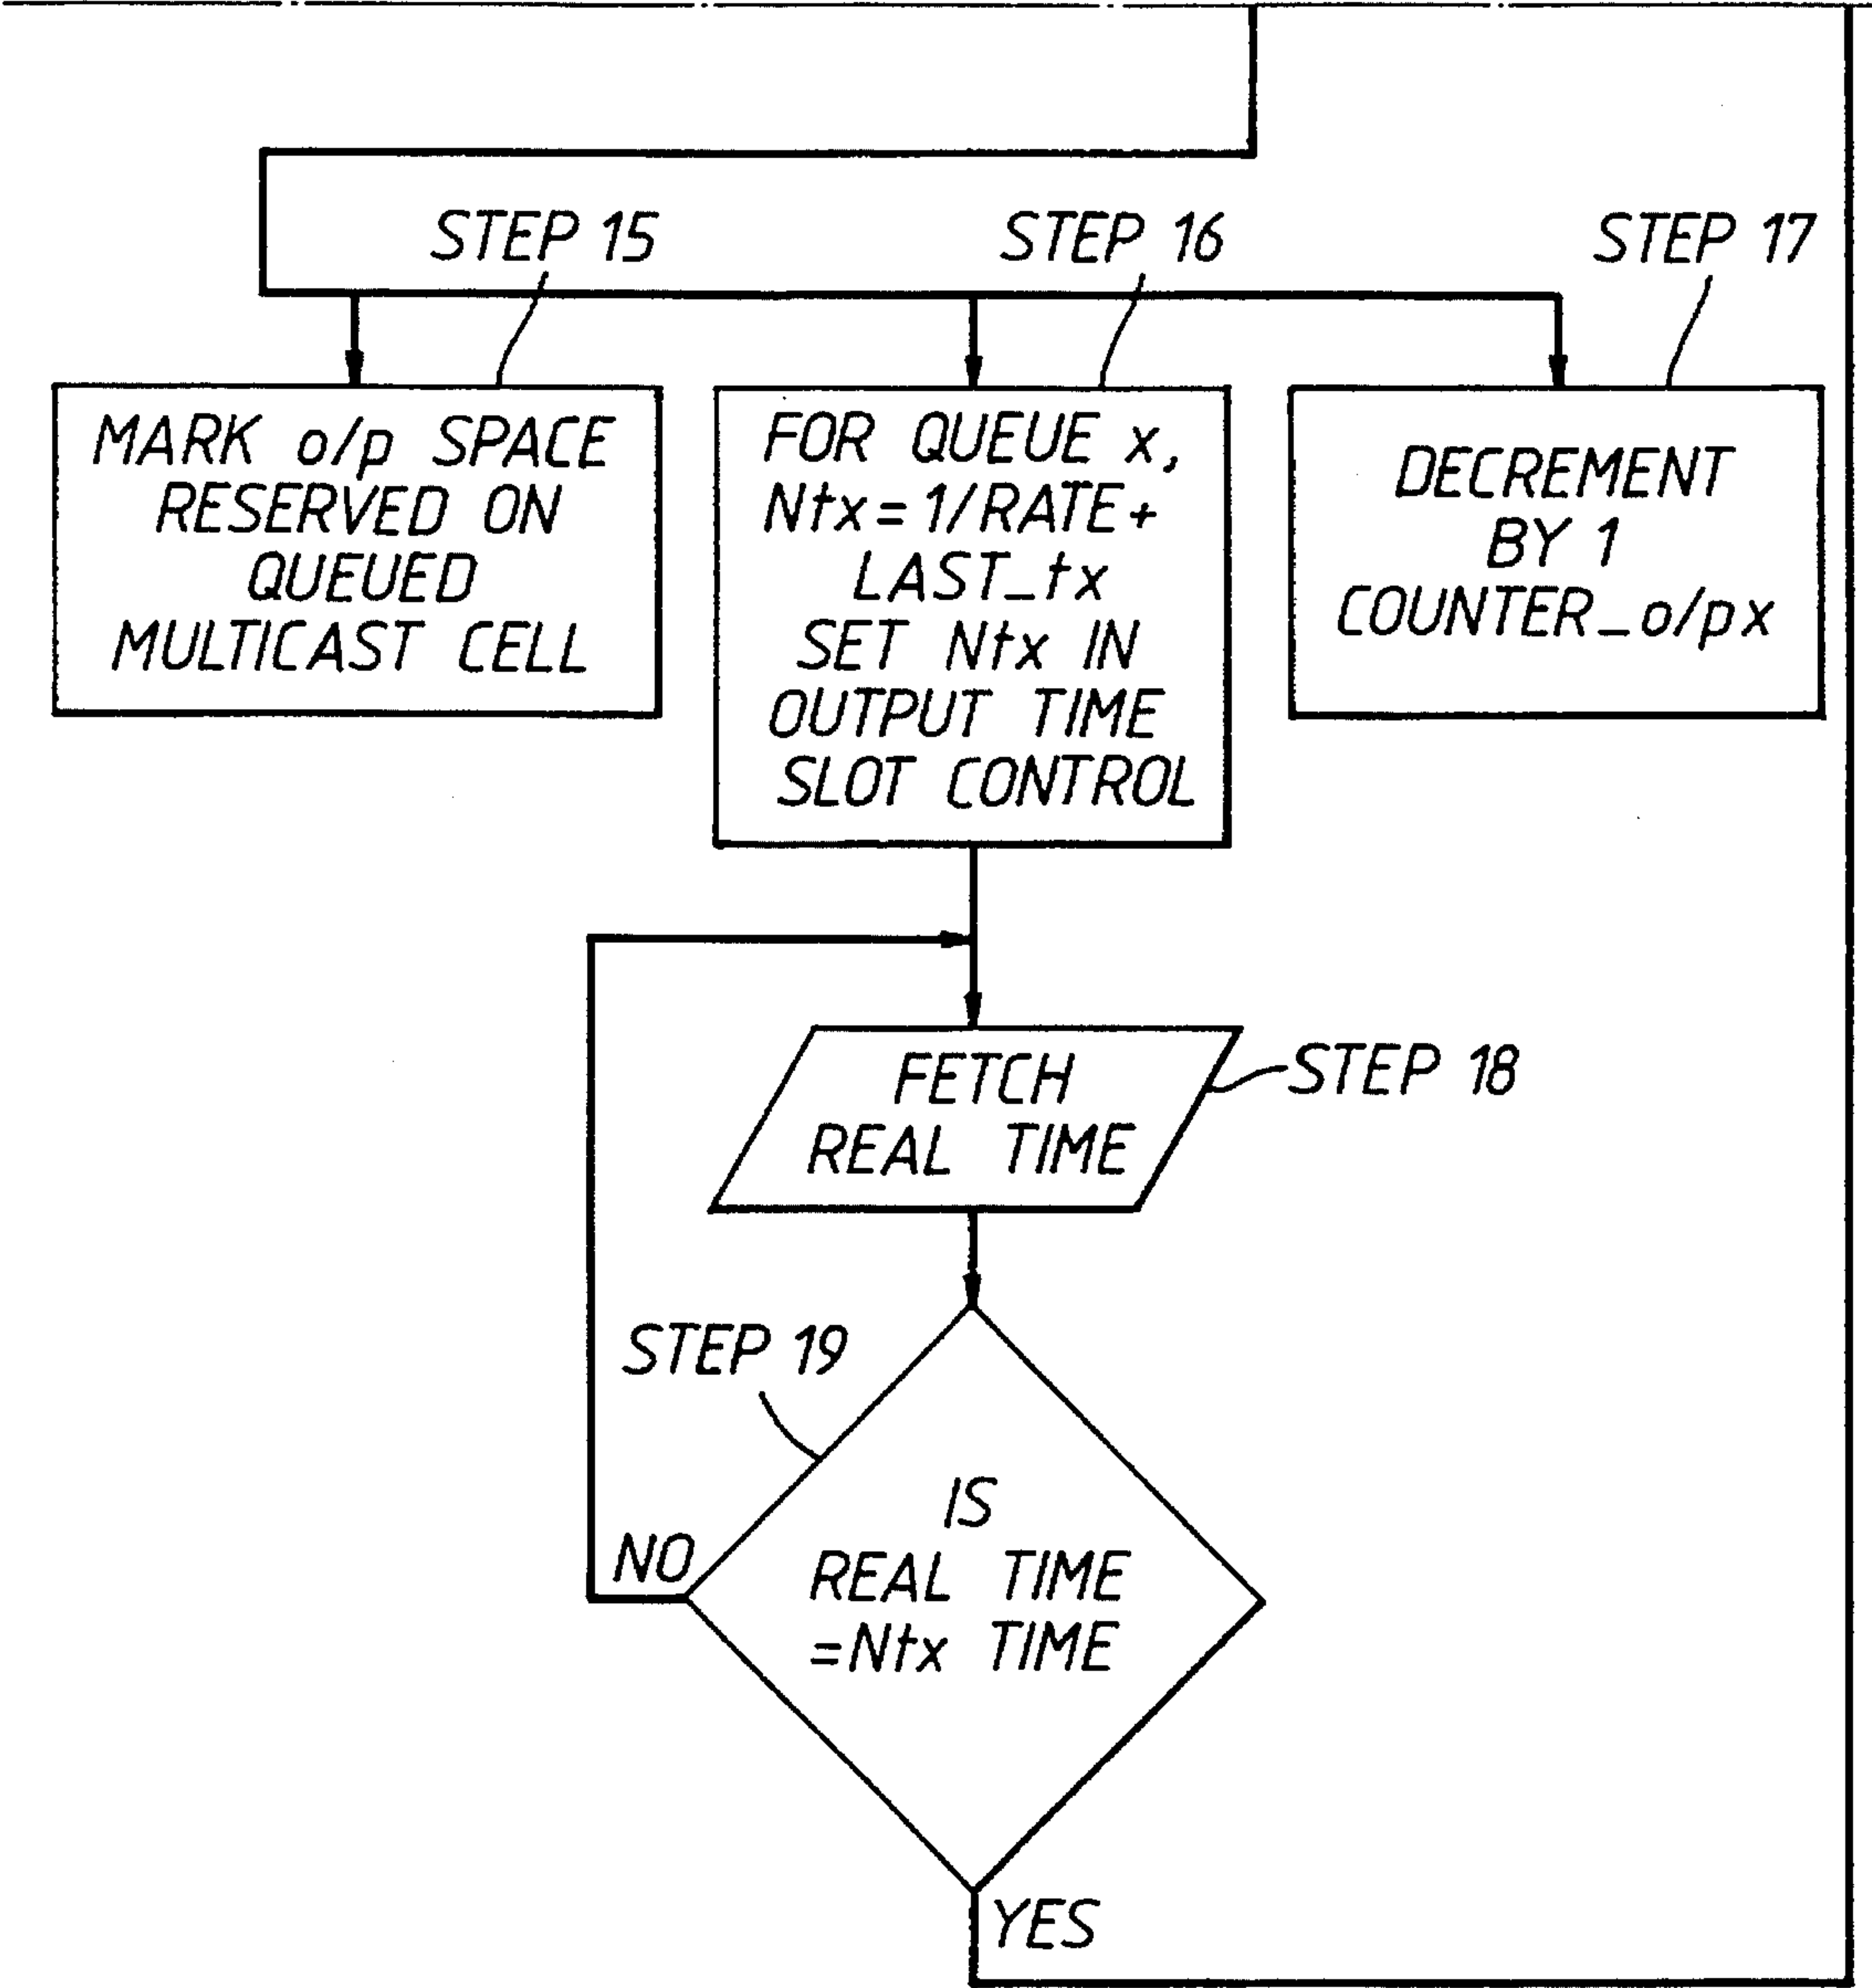 STEP 15
STEP 16
STEP 17
MARK o/p SPACE
RESERVED ON
QUEUED
MULTICAST CELL
FOR QUEUE x,
Ntx=1/RATE+
LAST_tx
SET Ntx IN
OUTPUT TIME
SLOT CONTROL
DECREMENT
BY 1
COUNTER_o/px
FETCH
REAL TIME
STEP 18
STEP 19
IS
REAL TIME
=Ntx TIME
NO
YES